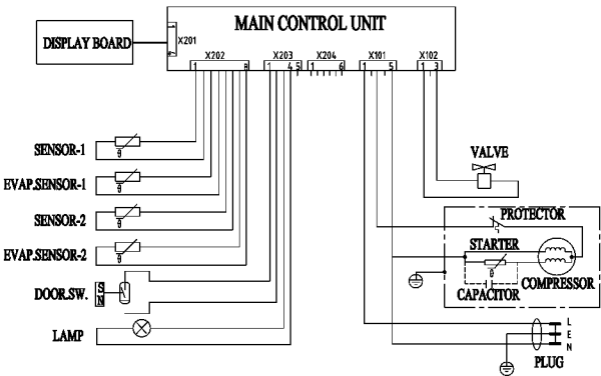 MAIN CONTROL UNIT
DISPLAY BOARD
X201
X202 X203 X204 X101 X102
1 8 1 4 5 1 6 1 5 1 3
SENSOR-1
VALVE
EVAP.SENSOR-1
SENSOR-2
PROTECTOR
STARTER
EVAP.SENSOR-2
COMPRESSOR
CAPACITOR
DOOR.SW.
S
N
LAMP
L
E
N
PLUG